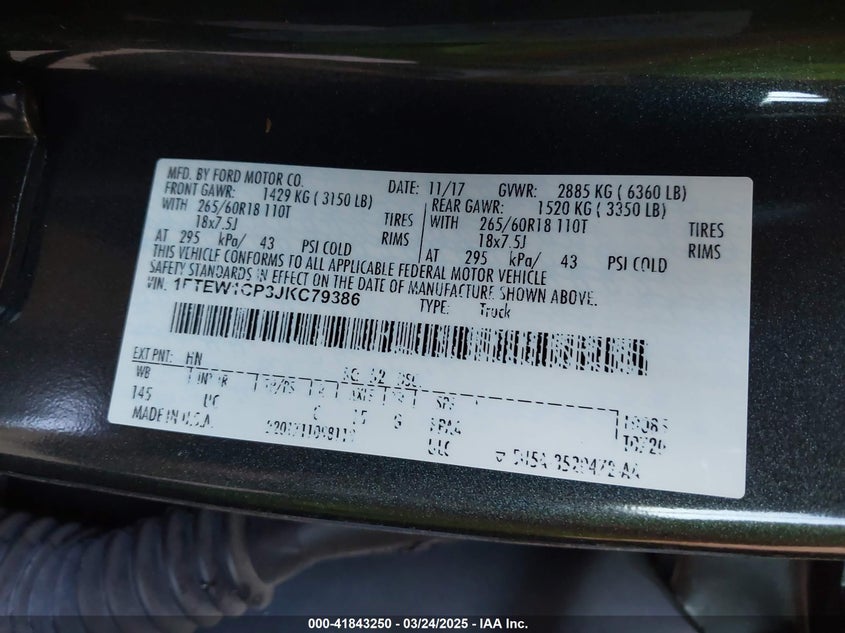 MFD. BY FORD MOTOR CO. DATE: 11/17 GVWR: 2885 KG ( 6360 LB)
FRONT GAWR: 1429 KG ( 3150 LB) REAR GAWR: 1520 KG ( 3350 LB)
WITH 265/60R18 110T TIRES WITH 265/60R18 110T TIRES
18x7.5J RIMS 18x7.5J RIMS
AT 295 kPa/ 43 PSI COLD AT 295 kPa/ 43 PSI COLD
THIS VEHICLE CONFORMS TO ALL APPLICABLE FEDERAL MOTOR VEHICLE
SAFETY STANDARDS IN EFFECT ON THE DATE OF MANUFACTURE SHOWN ABOVE.
VIN. 1FTEW1CP3JKC79386 TYPE: Truck
EXT PNT: HN
WB
145
MADE IN U.S.A.
000-41843250 - 03/24/2025 - IAA Inc.